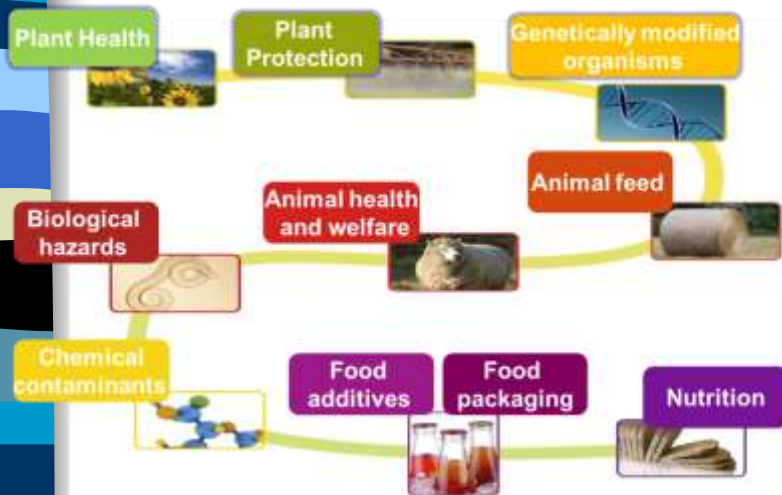 Plant Health
Plant
Protection
Genetically modified
organisms
Animal feed
Animal health
and welfare
Biological
hazards
Chemical
contaminants
Food
additives
Food
packaging
Nutrition